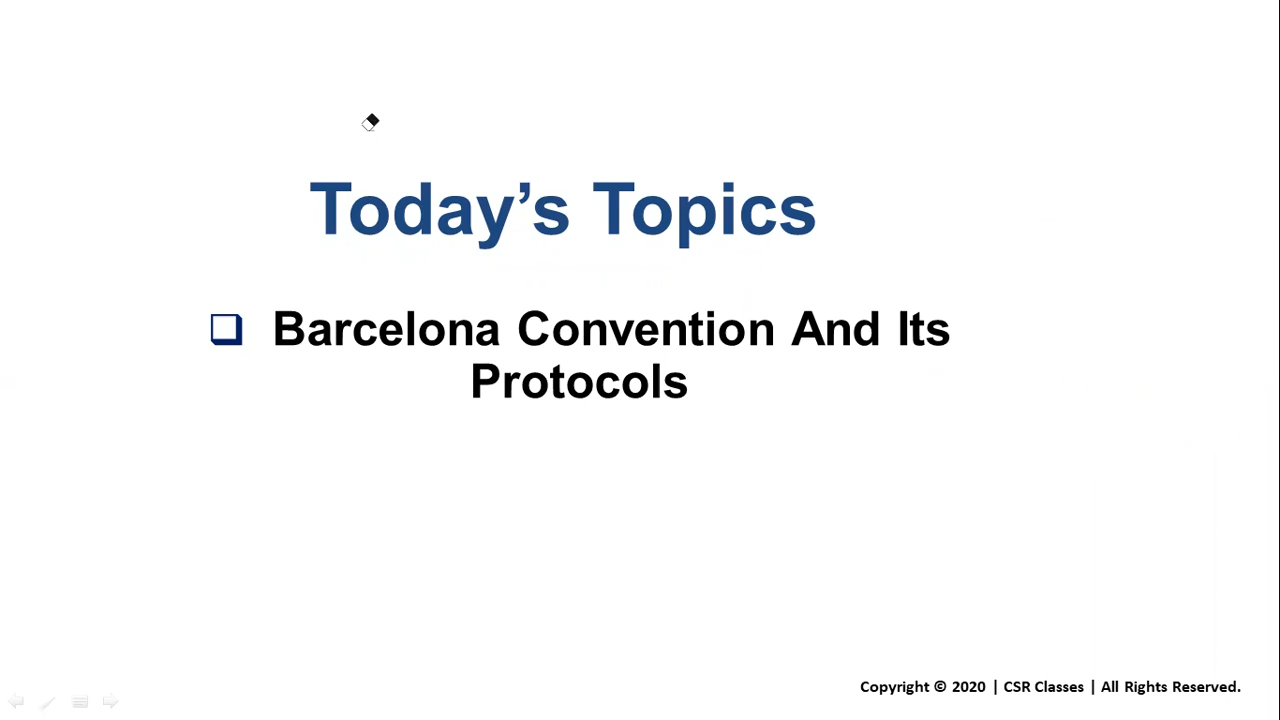 Today’s Topics
❑ Barcelona Convention And Its
Protocols
Copyright © 2020 | CSR Classes | All Rights Reserved.